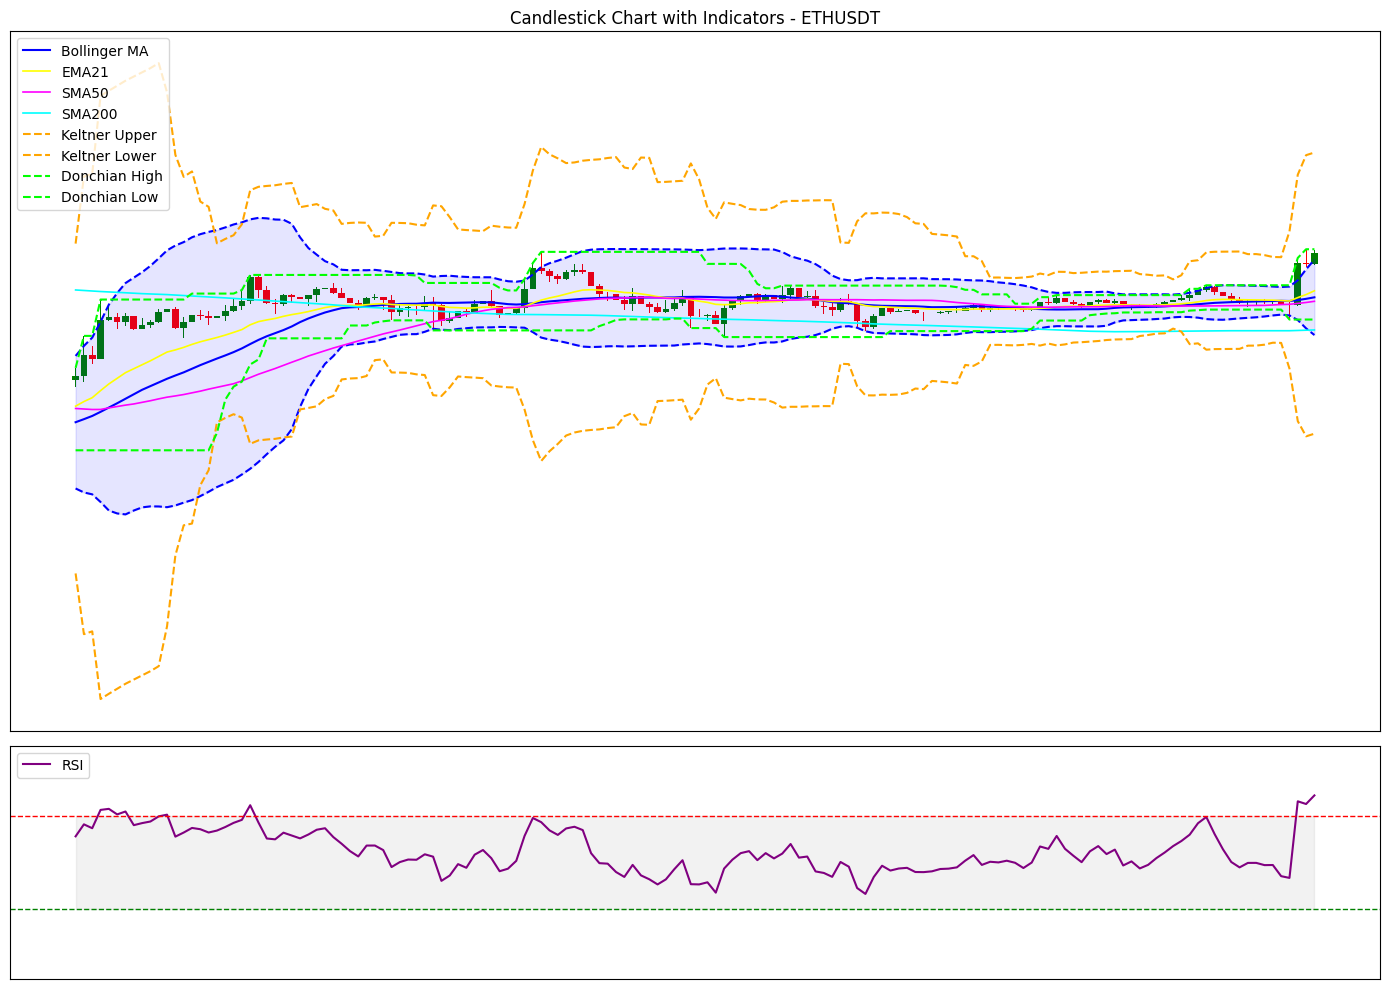 Candlestick Chart with Indicators - ETHUSDT
Bollinger MA
EMA21
SMA50
SMA200
Keltner Upper
Keltner Lower
Donchian High
Donchian Low
RSI